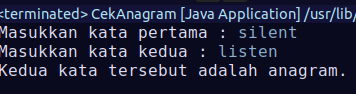 <terminated> CekAnagram [Java Application] /usr/lib/
Masukkan kata pertama : silent
Masukkan kata kedua : listen
Kedua kata tersebut adalah anagram.